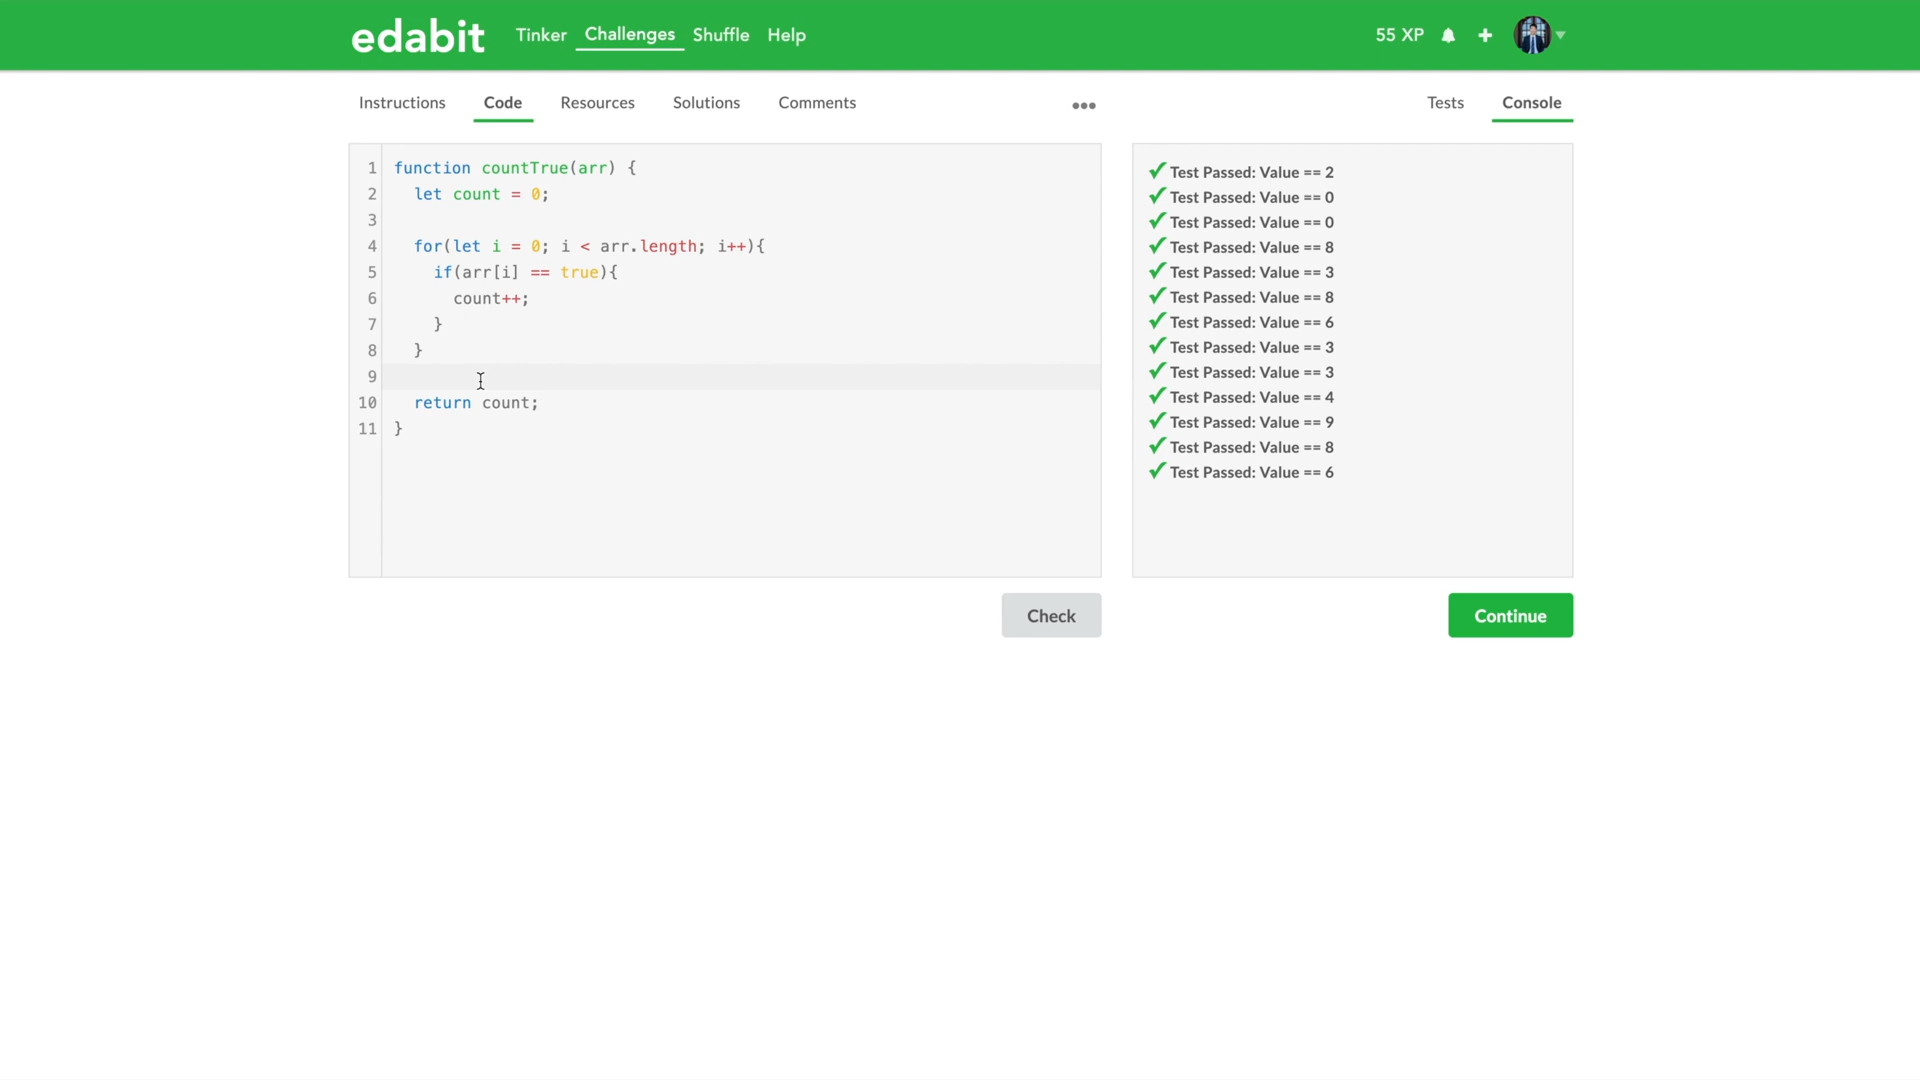 edabit Tinker Challenges Shuffle Help 55 XP
Instructions Code Resources Solutions Comments ••• Tests Console
1 function countTrue(arr) {
2 let count = 0;
3
4 for(let i = 0; i < arr.length; i++){
5 if(arr[i] == true){
6 count++;
7 }
8 }
9
10 return count;
11 }
Test Passed: Value == 2
Test Passed: Value == 0
Test Passed: Value == 0
Test Passed: Value == 8
Test Passed: Value == 3
Test Passed: Value == 8
Test Passed: Value == 6
Test Passed: Value == 3
Test Passed: Value == 3
Test Passed: Value == 4
Test Passed: Value == 9
Test Passed: Value == 8
Test Passed: Value == 6
Check
Continue